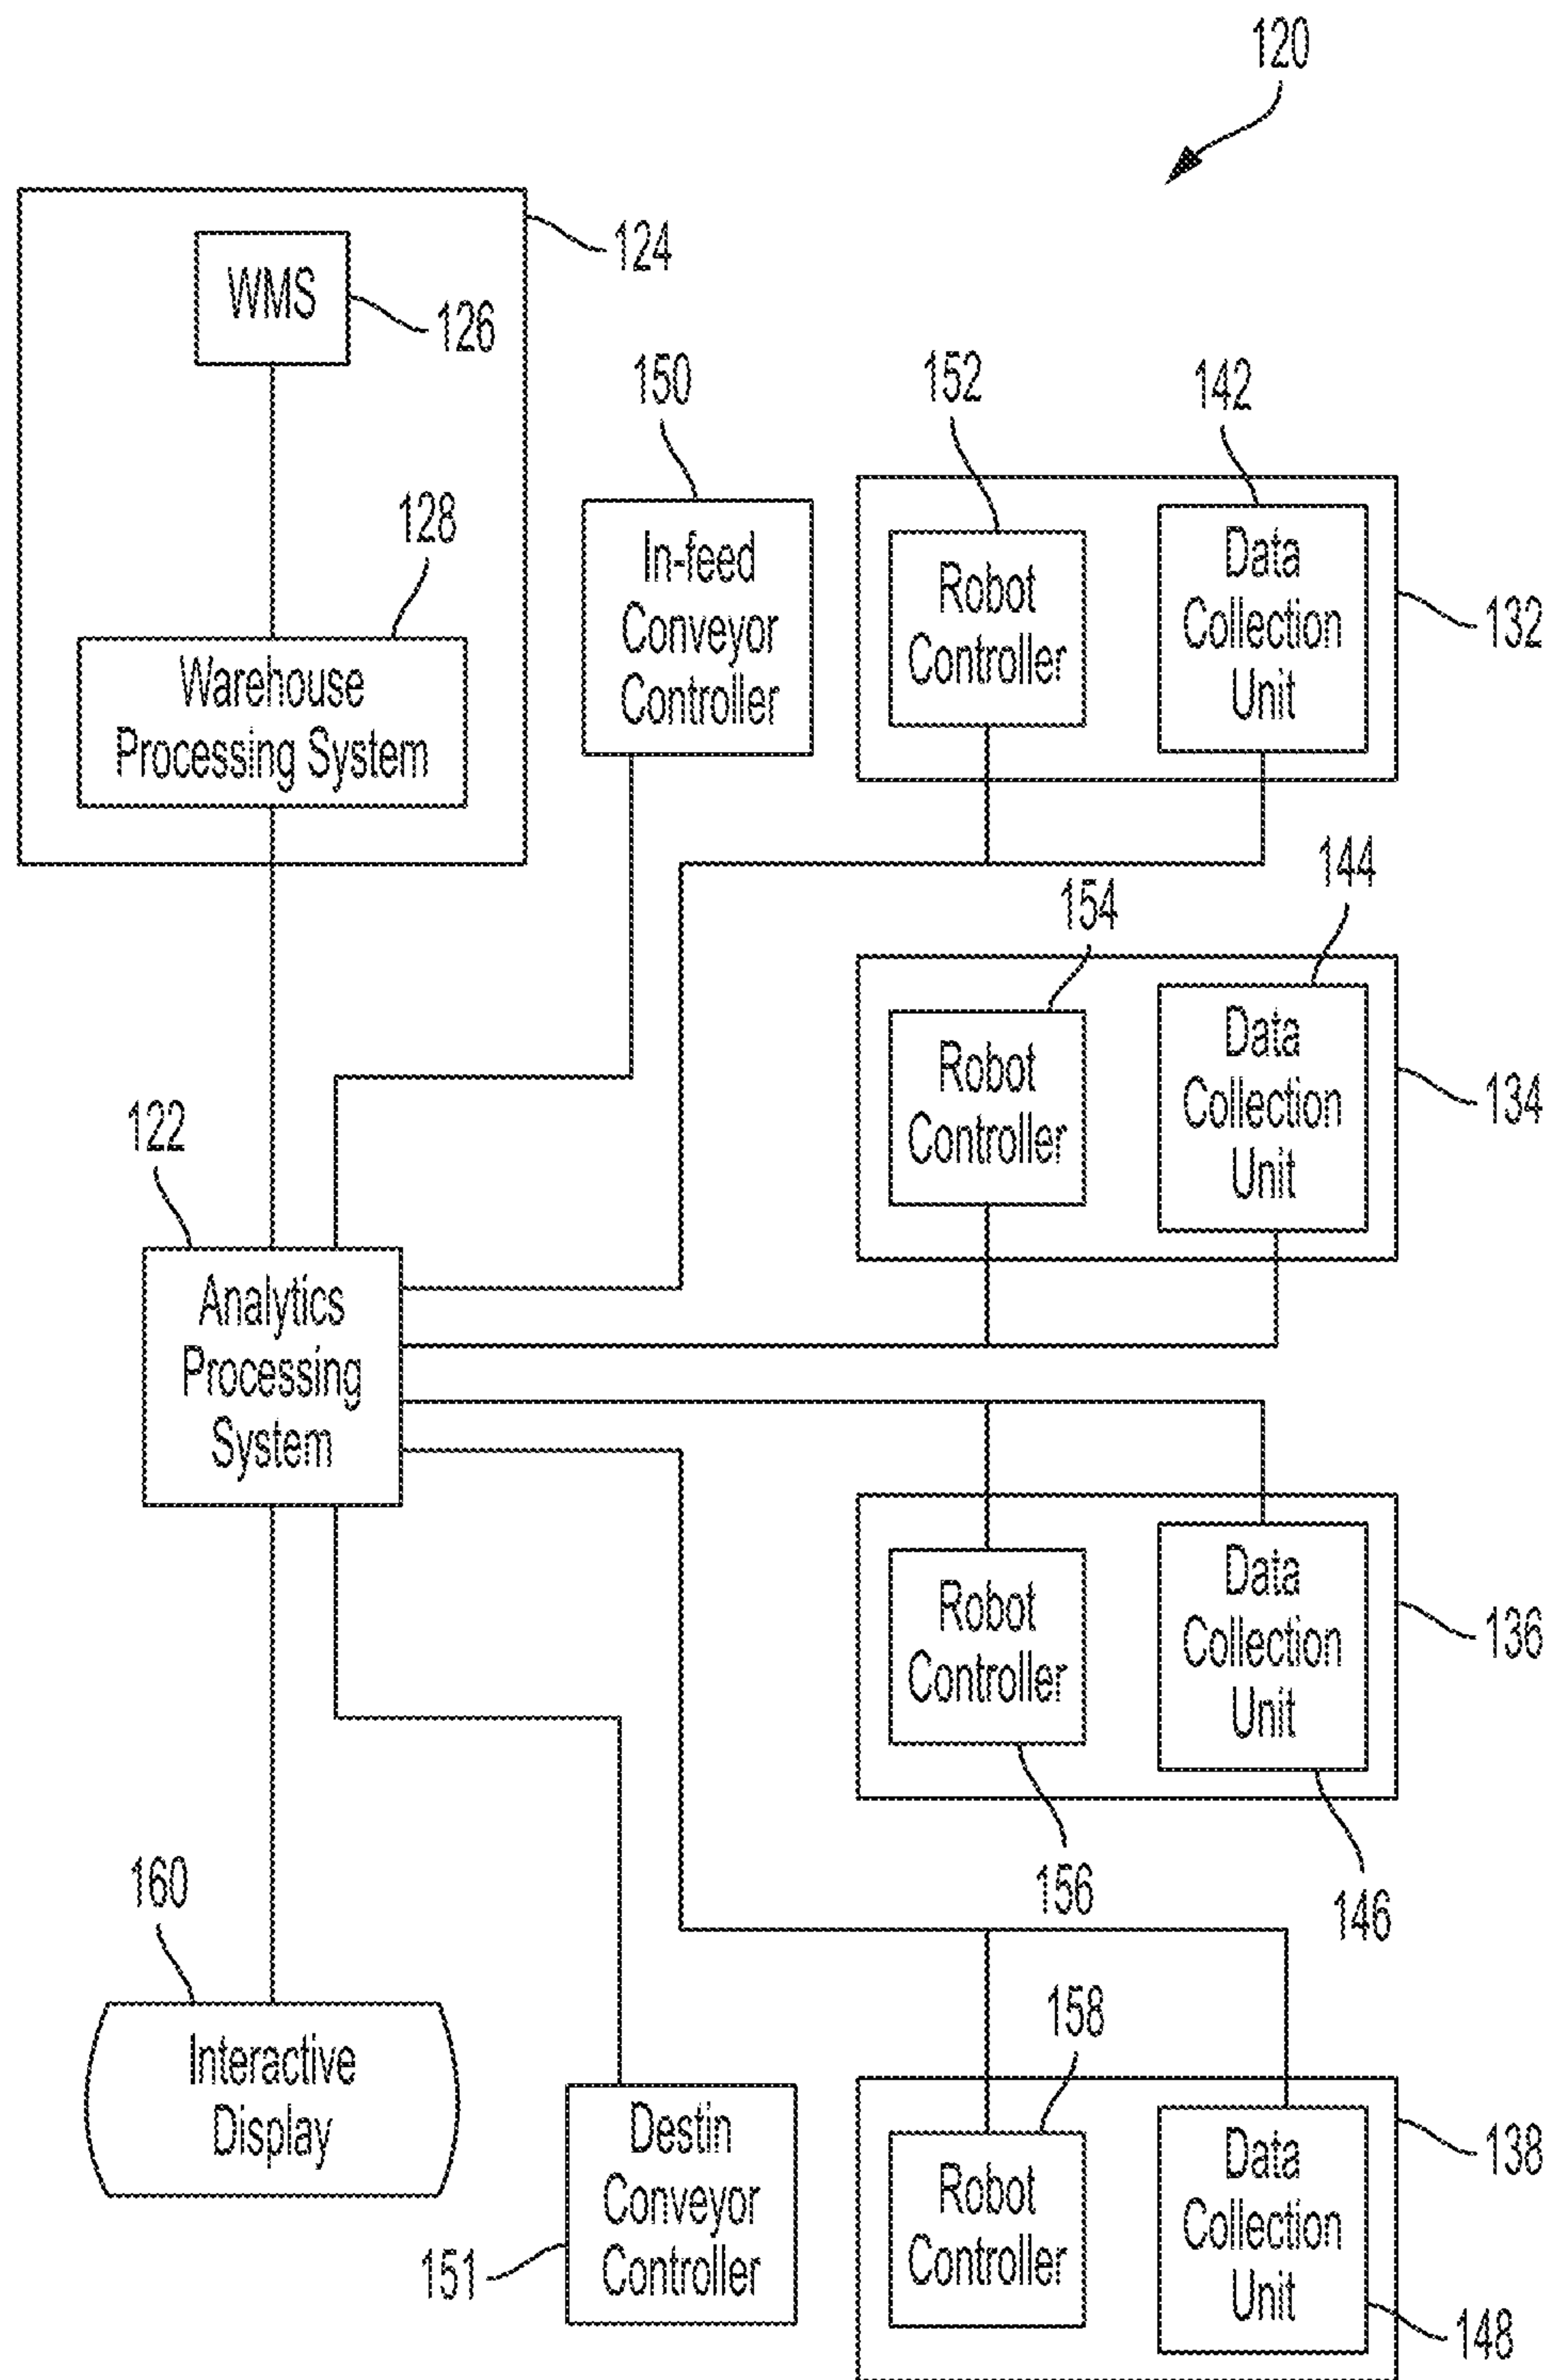 120
124
WMS
126
150
152
142
128
In-feed
Conveyor
Controller
Robot
Controller
Data
Collection
Unit
132
Warehouse
Processing System
144
154
Robot
Controller
Data
Collection
Unit
134
122
Analytics
Processing
System
Robot
Controller
Data
Collection
Unit
136
156
146
160
158
Interactive
Display
Destin
Conveyor
Controller
151
Robot
Controller
Data
Collection
Unit
138
148